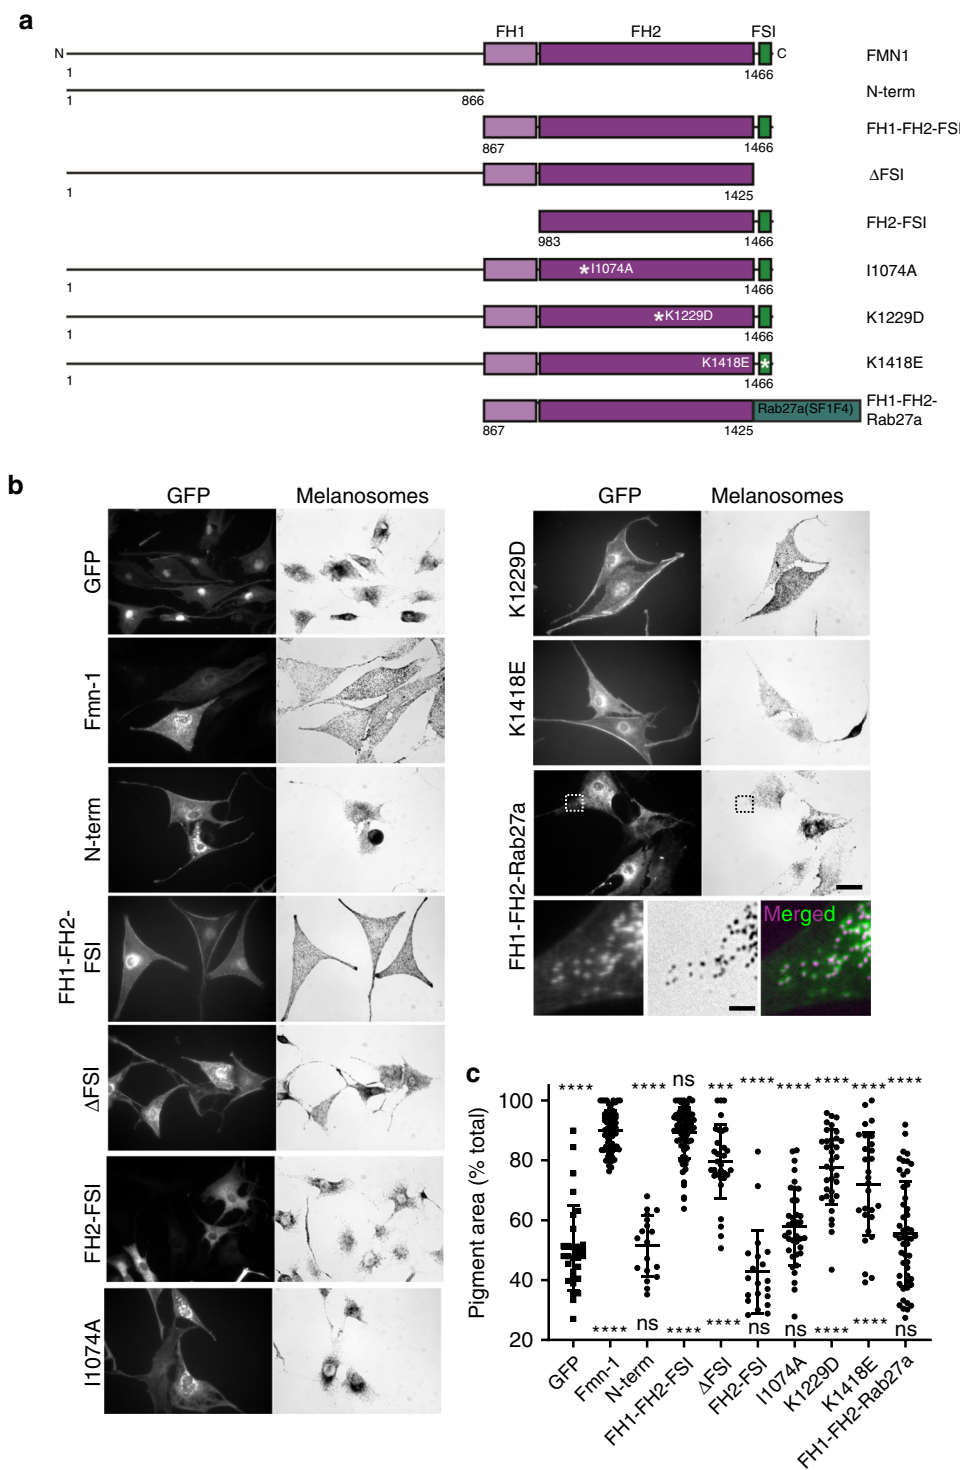 a
FH1 FH2 FSI
N C FMN1
1 1466
N-term
1 866
FH1-FH2-FSI
867 1466
ΔFSI
1 1425
FH2-FSI
983 1466
*I1074A I1074A
1 1466
*K1229D K1229D
1 1466
K1418E * K1418E
1 1466
Rab27a(SF1F4) FH1-FH2-
Rab27a
867 1425
b
GFP Melanosomes
GFP
Fmn-1
N-term
FH1-FH2-
FSI
ΔFSI
FH2-FSI
I1074A
GFP Melanosomes
K1229D
K1418E
FH1-FH2-Rab27a
Merged
c
Pigment area (% total)
100
80
60
40
20
**** **** ns *** **** **** **** **** ****
**** ns **** **** ns ns **** **** ns
GFP
Fmn-1
N-term
FH1-FH2-FSI
ΔFSI
FH2-FSI
I1074A
K1229D
K1418E
FH1-FH2-Rab27a